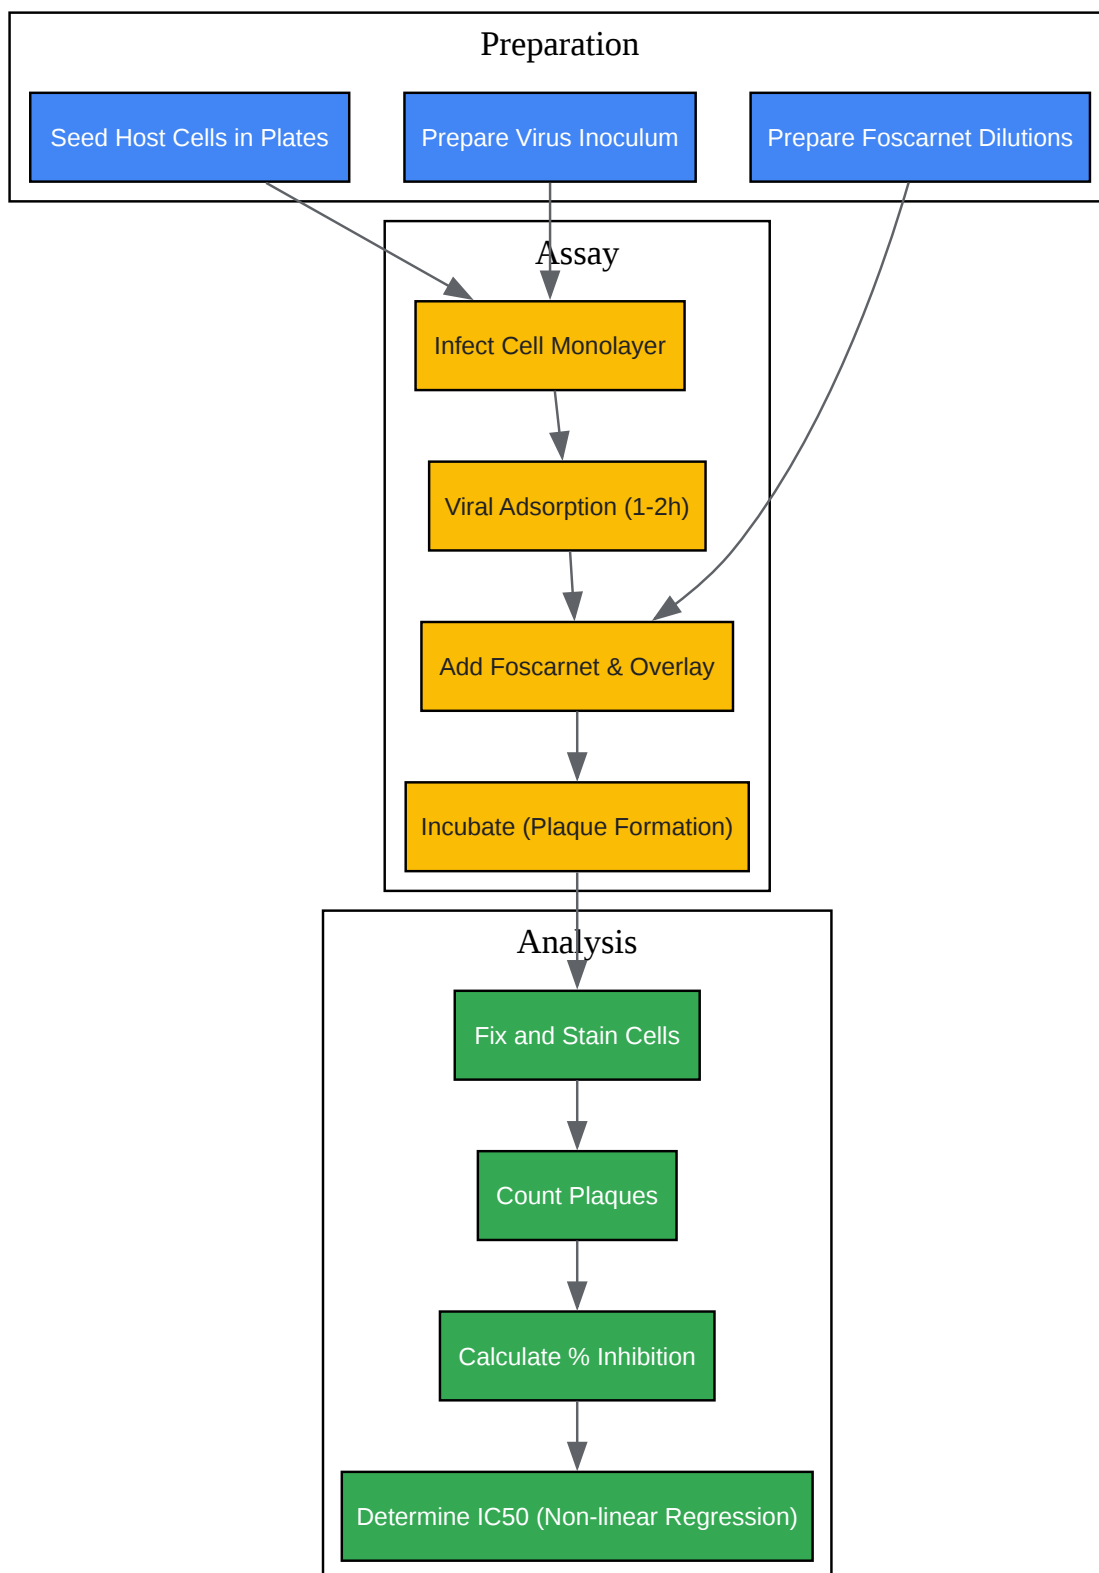 Preparation
Seed Host Cells in Plates
Prepare Virus Inoculum
Prepare Foscarnet Dilutions
Assay
Infect Cell Monolayer
Viral Adsorption (1-2h)
Add Foscarnet & Overlay
Incubate (Plaque Formation)
Analysis
Fix and Stain Cells
Count Plaques
Calculate % Inhibition
Determine IC50 (Non-linear Regression)